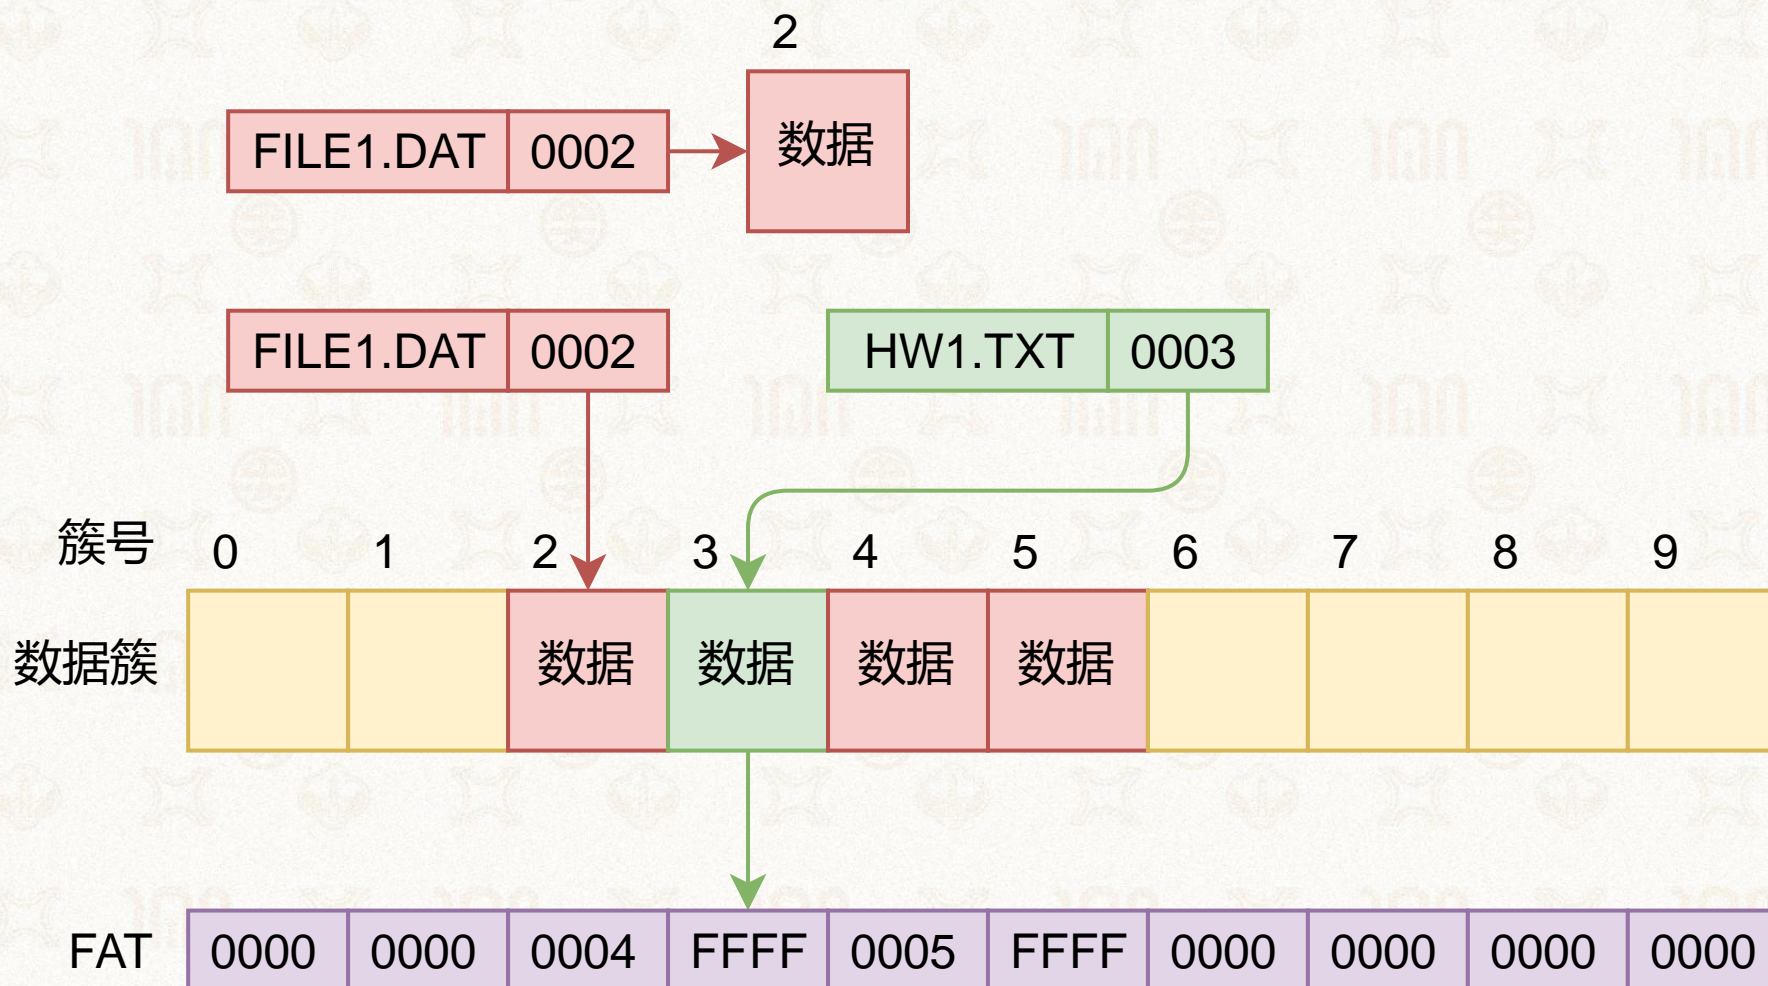 2
FILE1.DAT 0002 数据
FILE1.DAT 0002 HW1.TXT 0003
簇号 0 1 2 3 4 5 6 7 8 9
数据簇 数据 数据 数据 数据
FAT 0000 0000 0004 FFFF 0005 FFFF 0000 0000 0000 0000